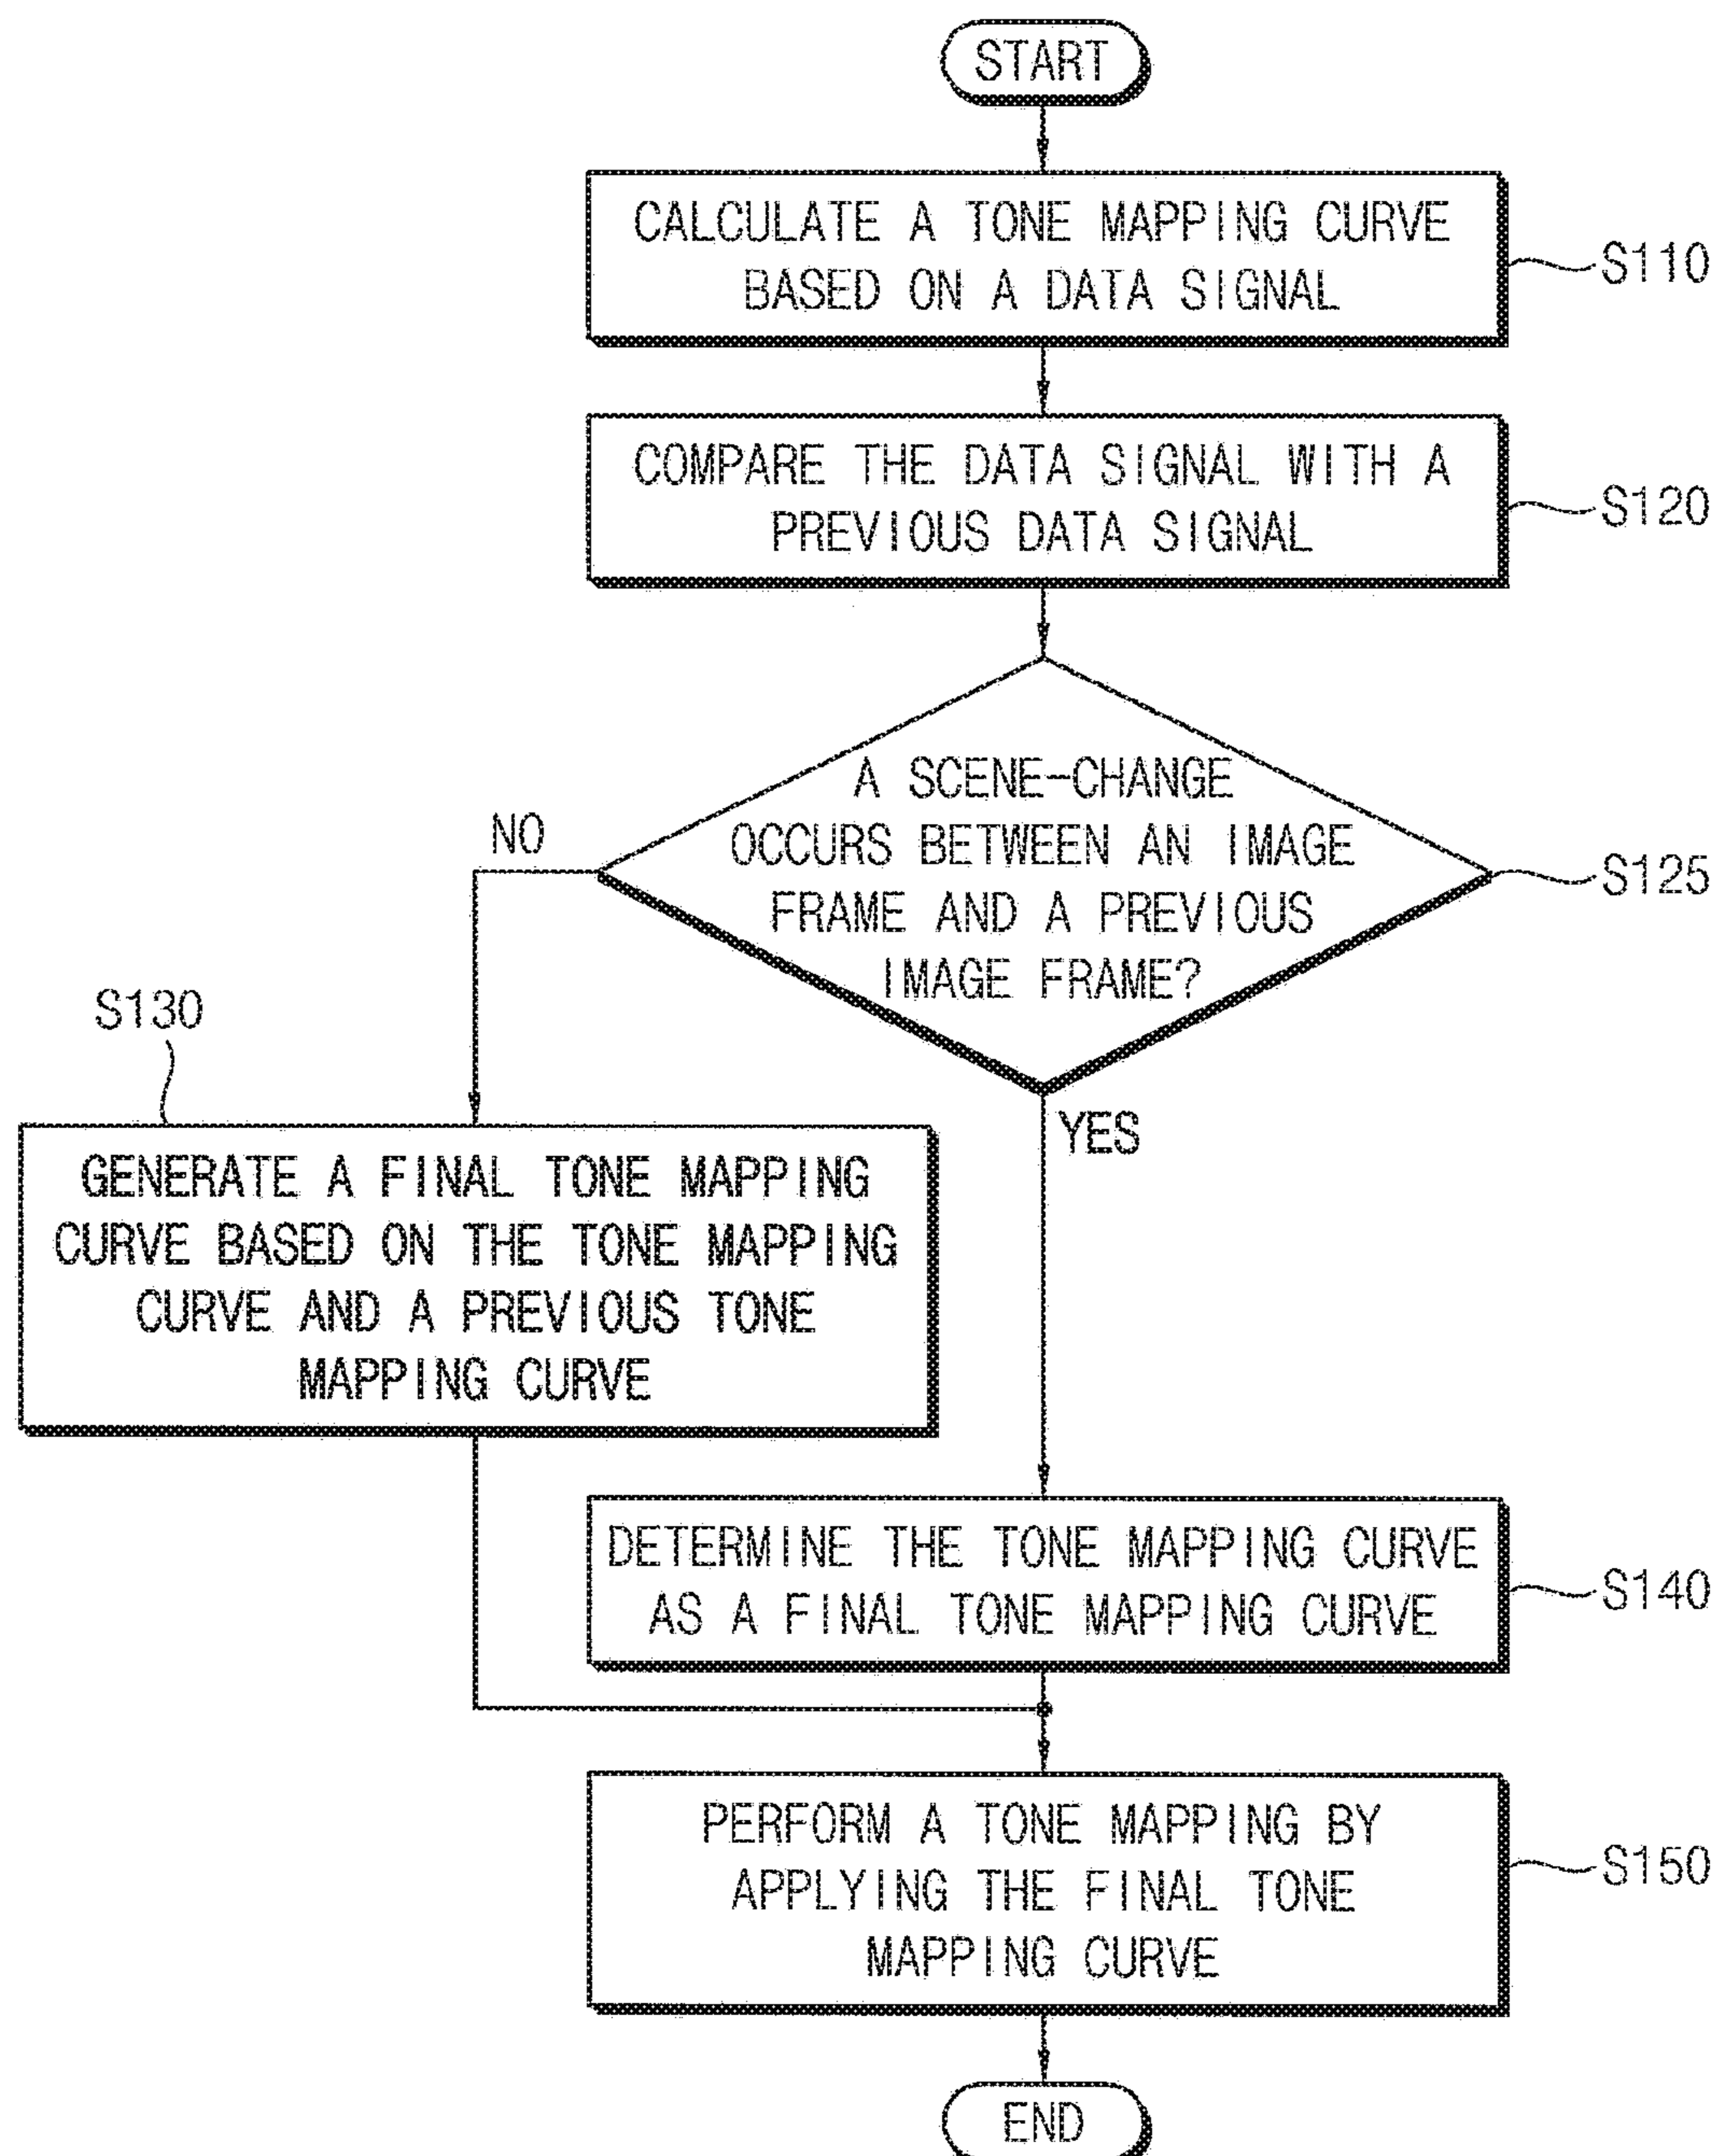 START
CALCULATE A TONE MAPPING CURVE
BASED ON A DATA SIGNAL
S110
COMPARE THE DATA SIGNAL WITH A
PREVIOUS DATA SIGNAL
S120
A SCENE-CHANGE
OCCURS BETWEEN AN IMAGE
FRAME AND A PREVIOUS
IMAGE FRAME?
S125
NO
YES
S130
GENERATE A FINAL TONE MAPPING
CURVE BASED ON THE TONE MAPPING
CURVE AND A PREVIOUS TONE
MAPPING CURVE
DETERMINE THE TONE MAPPING CURVE
AS A FINAL TONE MAPPING CURVE
S140
PERFORM A TONE MAPPING BY
APPLYING THE FINAL TONE
MAPPING CURVE
S150
END